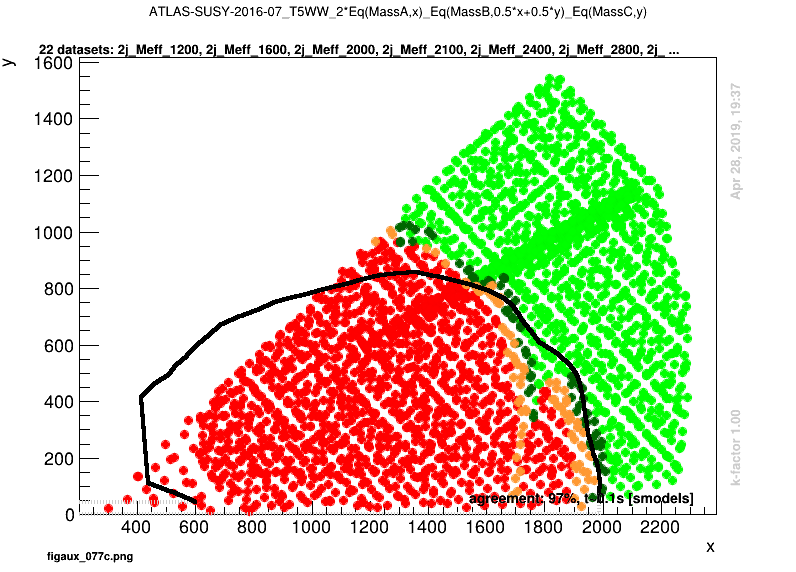 ATLAS-SUSY-2016-07_T5WW_2*Eq(MassA,x)_Eq(MassB,0.5*x+0.5*y)_Eq(MassC,y)
22 datasets: 2j_Meff_1200, 2j_Meff_1600, 2j_Meff_2000, 2j_Meff_2100, 2j_Meff_2400, 2j_Meff_2800, 2j_ ...
y
1600
1400
1200
1000
800
600
400
200
0
Apr 28, 2019, 19:37
k-factor 1.00
agreement: 97%, t=0.1s [smodels]
400 600 800 1000 1200 1400 1600 1800 2000 2200
x
figaux_077c.png